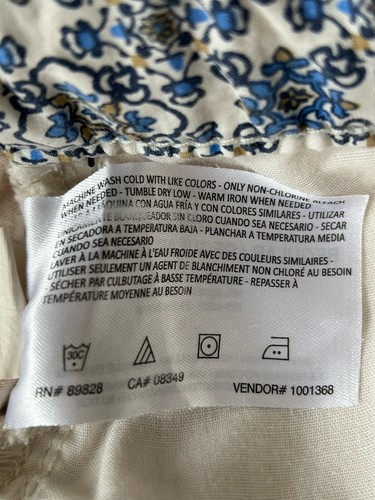 MACHINE WASH COLD WITH LIKE COLORS - ONLY NON-CHLORINE BLEACH
WHEN NEEDED - TUMBLE DRY LOW - WARM IRON WHEN NEEDED
A MÁQUINA CON AGUA FRÍA Y CON COLORES SIMILARES - UTILIZAR
ÚNICAMENTE BLANQUEADOR SIN CLORO CUANDO SEA NECESARIO - SECAR
EN SECADORA A TEMPERATURA BAJA - PLANCHAR A TEMPERATURA MEDIA
CUANDO SEA NECESARIO
LAVER À LA MACHINE À L'EAU FROIDE AVEC DES COULEURS SIMILAIRES -
UTILISER SEULEMENT UN AGENT DE BLANCHIMENT NON CHLORÉ AU BESOIN
- SÉCHER PAR CULBUTAGE À BASSE TEMPÉRATURE - REPASSER À
TEMPÉRATURE MOYENNE AU BESOIN
30C
RN# 89828 CA# 08349 VENDOR# 1001368